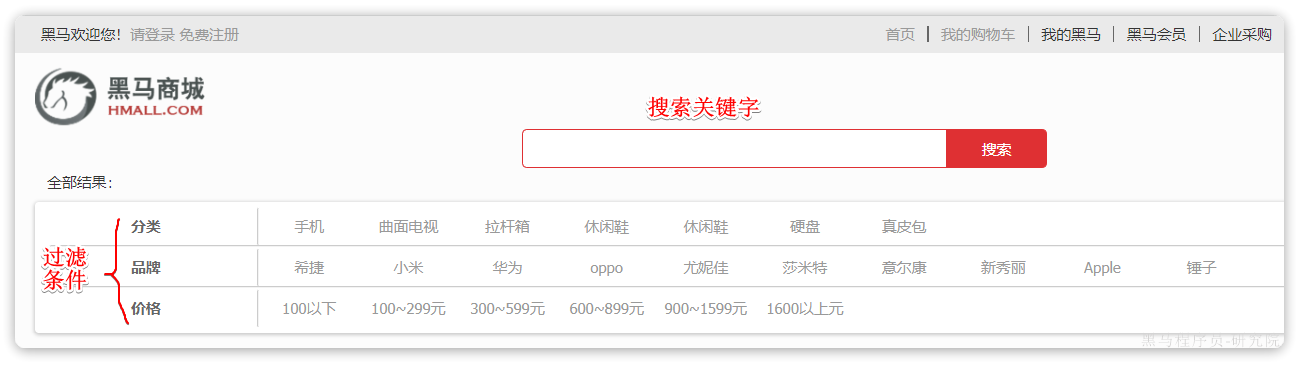 黑马欢迎您！请登录 免费注册 首页 我的购物车 我的黑马 黑马会员 企业采购
黑马商城
HMALL.COM
搜索关键字
搜索
全部结果：
分类 手机 曲面电视 拉杆箱 休闲鞋 休闲鞋 硬盘 真皮包
过滤
条件
品牌 希捷 小米 华为 oppo 尤妮佳 莎米特 意尔康 新秀丽 Apple 锤子
价格 100以下 100~299元 300~599元 600~899元 900~1599元 1600以上元
黑马程序员-研究院